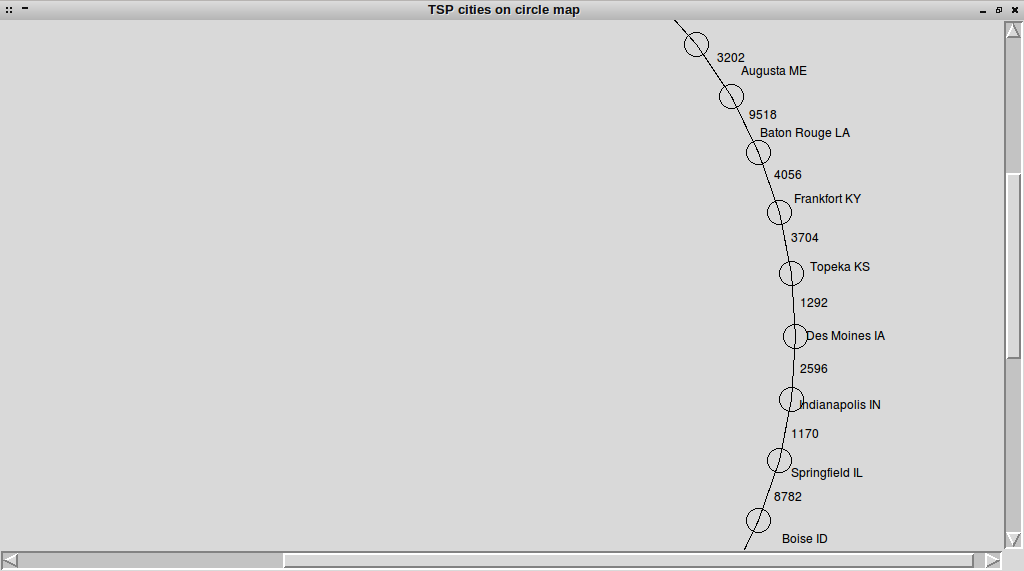 TSP cities on circle map
3202
Augusta ME
9518
Baton Rouge LA
4056
Frankfort KY
3704
Topeka KS
1292
Des Moines IA
2596
Indianapolis IN
1170
Springfield IL
8782
Boise ID